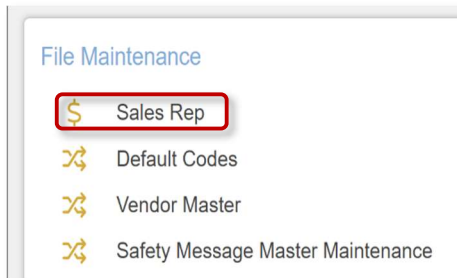 File Maintenance
$ Sales Rep
Default Codes
Vendor Master
Safety Message Master Maintenance